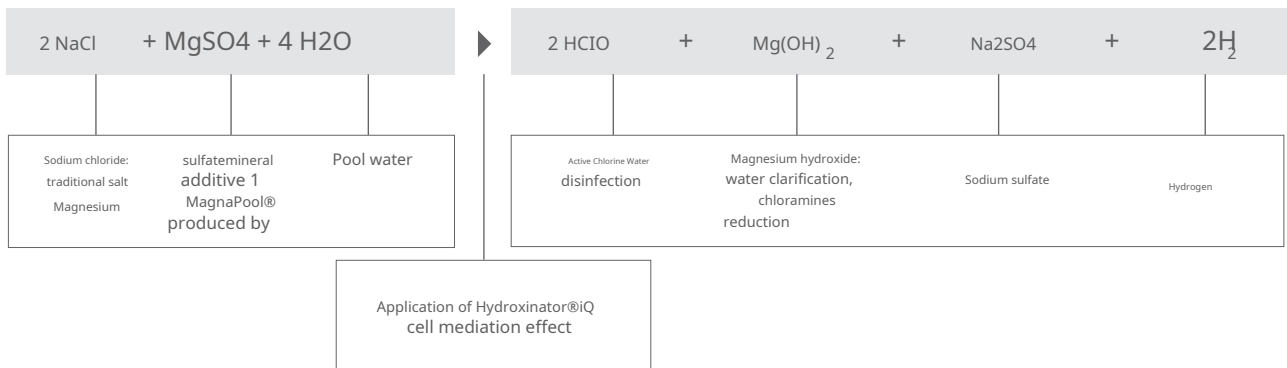 2 NaCl + MgSO4 + 4 H2O 2 HClO + Mg(OH) 2 + Na2SO4 + 2H2
Sodium chloride:
traditional salt
Magnesium
sulfatemineral
additive 1
MagnaPool®
produced by
Pool water
Active Chlorine Water
disinfection
Magnesium hydroxide:
water clarification,
chloramines
reduction
Sodium sulfate
Hydrogen
Application of Hydroxinator®iQ
cell mediation effect